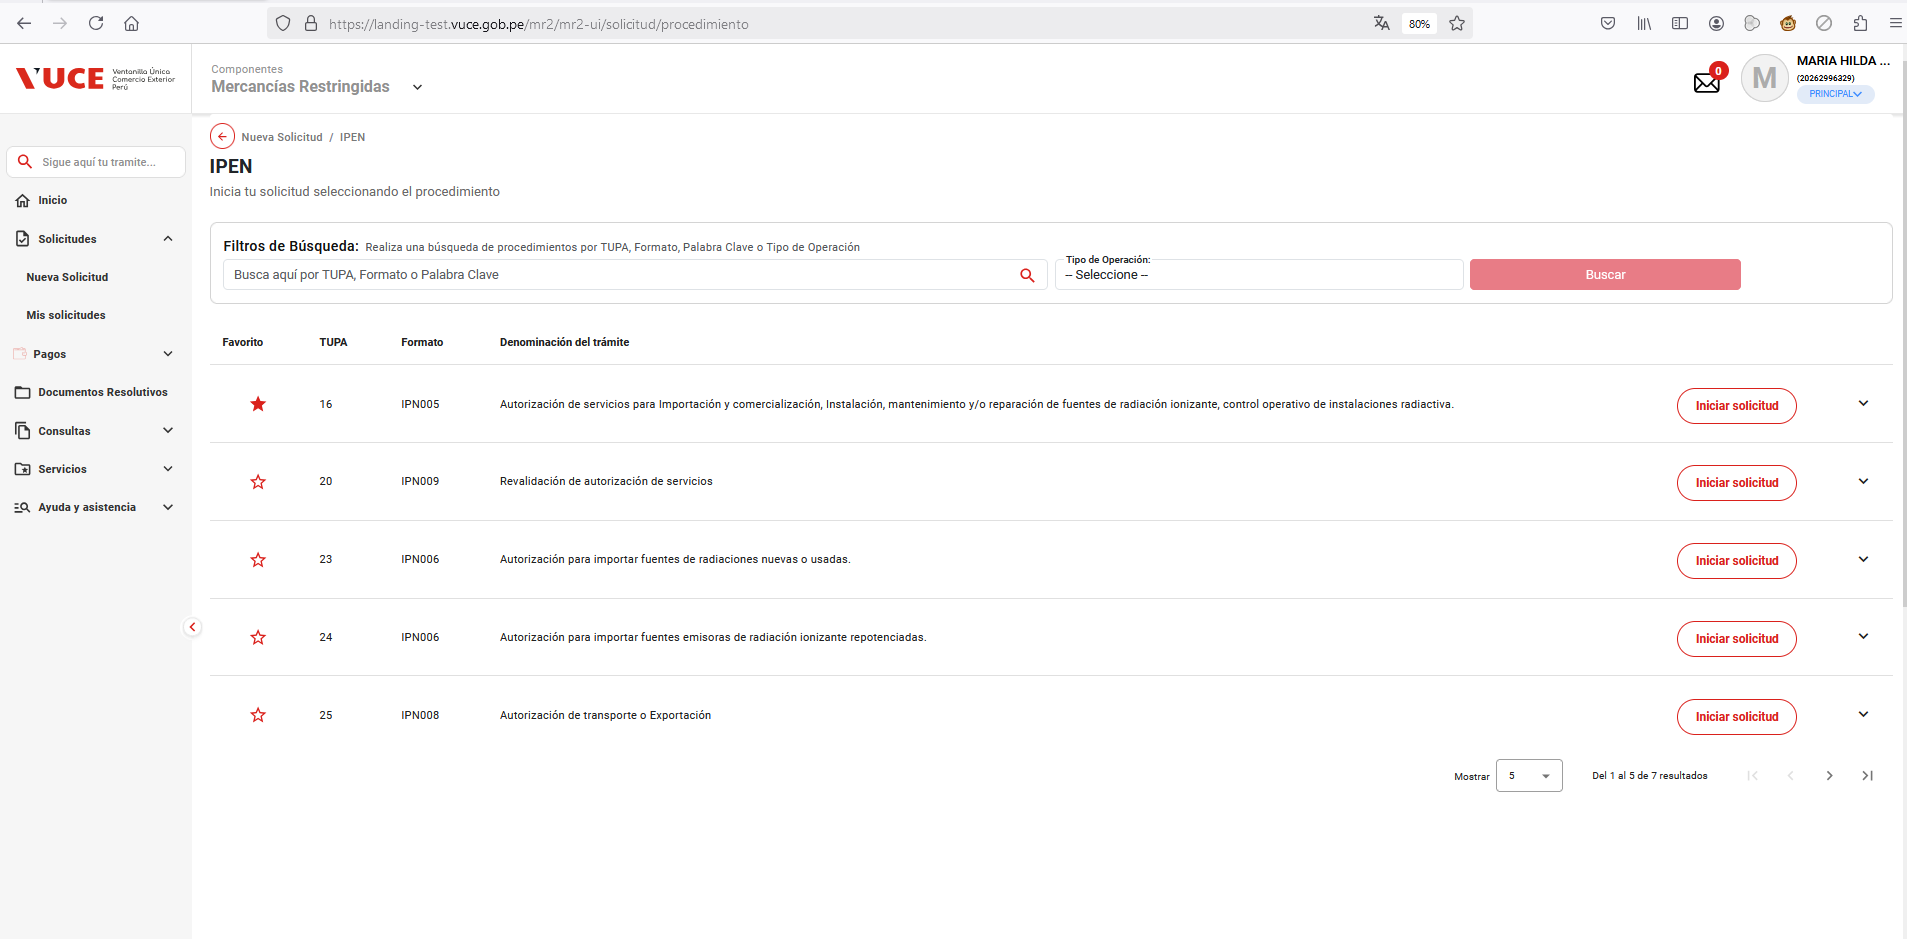 https://landing-test.vuce.gob.pe/mr2/mr2-ui/solicitud/procedimiento
80%
VUCE Ventanilla Única
Comercio Exterior
Perú
Componentes
Mercancías Restringidas
0
M
MARIA HILDA ...
(20262996329)
PRINCIPAL
Sigue aquí tu tramite...
Inicio
Solicitudes
Nueva Solicitud
Mis solicitudes
Pagos
Documentos Resolutivos
Consultas
Servicios
Ayuda y asistencia
Nueva Solicitud / IPEN
IPEN
Inicia tu solicitud seleccionando el procedimiento
Filtros de Búsqueda: Realiza una búsqueda de procedimientos por TUPA, Formato, Palabra Clave o Tipo de Operación
Busca aquí por TUPA, Formato o Palabra Clave
Tipo de Operación:
-- Seleccione --
Buscar
Favorito TUPA Formato Denominación del trámite
16 IPN005 Autorización de servicios para Importación y comercialización, Instalación, mantenimiento y/o reparación de fuentes de radiación ionizante, control operativo de instalaciones radiactiva. Iniciar solicitud
20 IPN009 Revalidación de autorización de servicios Iniciar solicitud
23 IPN006 Autorización para importar fuentes de radiaciones nuevas o usadas. Iniciar solicitud
24 IPN006 Autorización para importar fuentes emisoras de radiación ionizante repotenciadas. Iniciar solicitud
25 IPN008 Autorización de transporte o Exportación Iniciar solicitud
Mostrar 5 Del 1 al 5 de 7 resultados